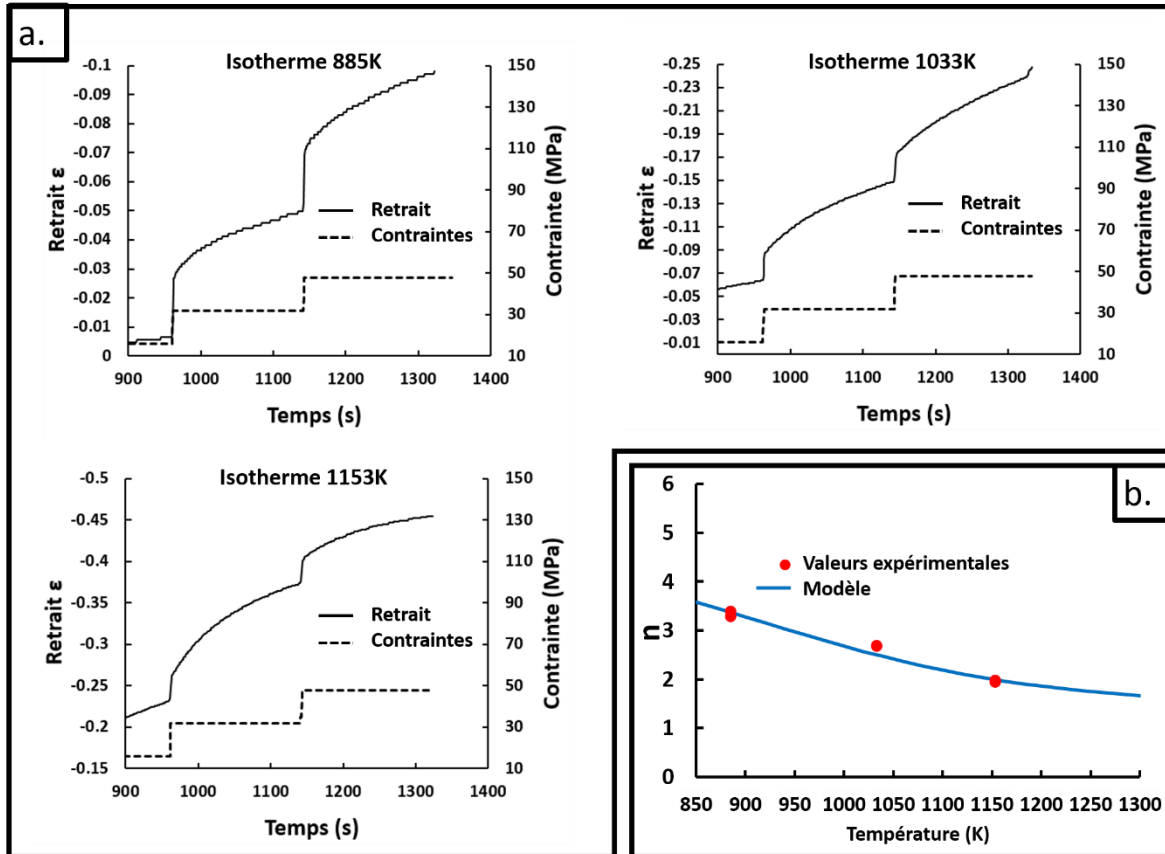 a.
Isotherme 885K
Retrait ε
-0.1
-0.09
-0.08
-0.07
-0.06
-0.05
-0.04
-0.03
-0.02
-0.01
0
Contrainte (MPa)
150
130
110
90
70
50
30
10
Retrait
Contraintes
900 1000 1100 1200 1300 1400
Temps (s)
Isotherme 1033K
Retrait ε
-0.25
-0.23
-0.21
-0.19
-0.17
-0.15
-0.13
-0.11
-0.09
-0.07
-0.05
-0.03
-0.01
Contrainte (MPa)
150
130
110
90
70
50
30
10
Retrait
Contraintes
900 1000 1100 1200 1300 1400
Temps (s)
Isotherme 1153K
Retrait ε
-0.5
-0.45
-0.4
-0.35
-0.3
-0.25
-0.2
-0.15
Contrainte (MPa)
150
130
110
90
70
50
30
10
Retrait
Contraintes
900 1000 1100 1200 1300 1400
Temps (s)
b.
n
6
5
4
3
2
1
0
Valeurs expérimentales
Modèle
850 900 950 1000 1050 1100 1150 1200 1250 1300
Température (K)